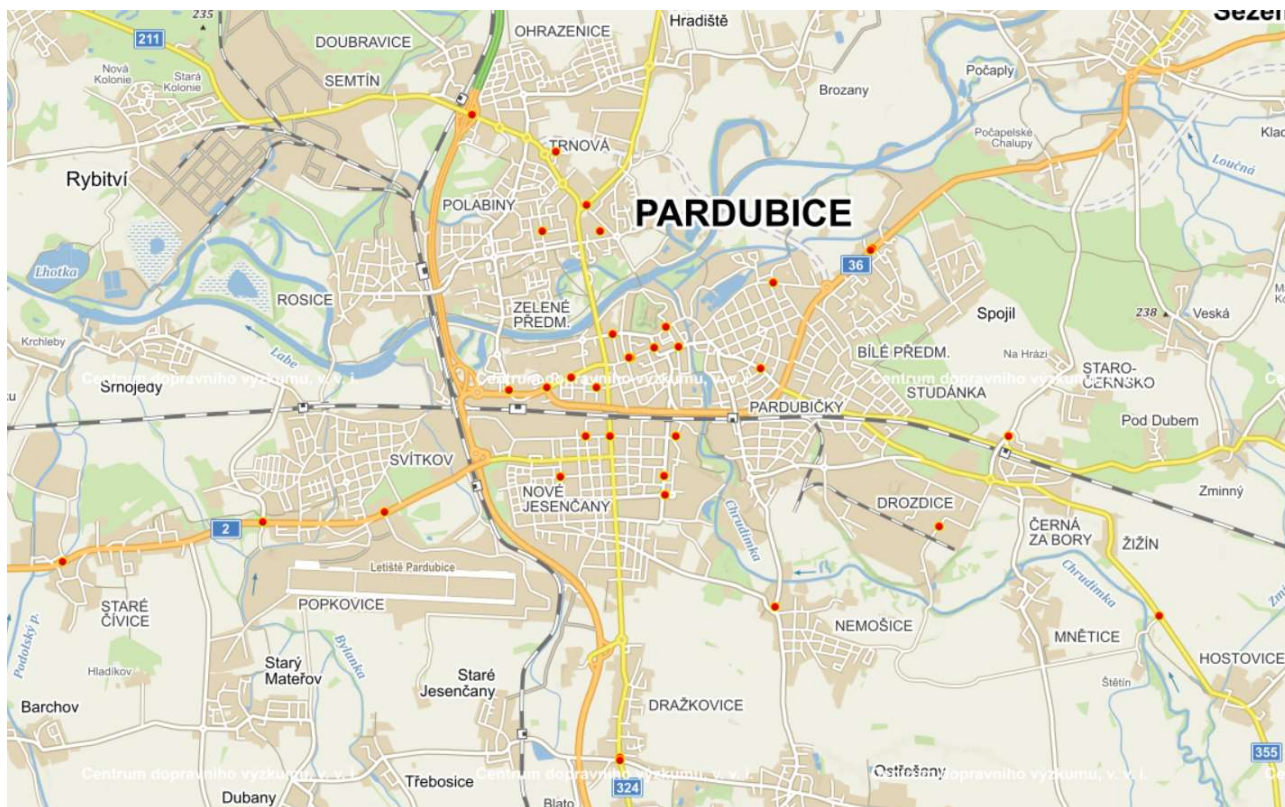 235
Sezem
Hradiště
OHRAZENICE
211
DOUBRAVICE
Nová
Kolonie
Stará
Kolonie
SEMTÍN
Počaply
Brozany
Počapelské
Chalupy
TRNOVÁ
Loučná
Rybitví
POLABINY
PARDUBICE
36
Lhotka
ROSICE
ZELENÉ
PŘEDM.
Spojil
238
Veská
Krchleby
Labe
BÍLÉ PŘEDM.
Na Hrázi
STARO-
ČERNSKO
Centrum dopravního výzkumu, v. v. i.
Centrum dopravního výzkumu, v. v. i.
Centrum dopravního výzkumu, v. v. i.
Srnojedy
STUDÁNKA
PARDUBIČKY
Pod Dubem
SVÍTKOV
NOVÉ
JESENČANY
Zminný
DROZDICE
Chrudimka
2
ČERNÁ
ZA BORY
ŽIŽÍN
Letiště Pardubice
Chrudimka
STARÉ
ČÍVICE
POPKOVICE
Podolský p.
Bylanka
NEMOŠICE
MNĚTICE
HOSTOVICE
Hladíkov
Starý
Mateřov
Staré
Jesenčany
Štětín
Barchov
DRAŽKOVICE
355
Centrum dopravního výzkumu, v. v. i.
Centrum dopravního výzkumu, v. v. i.
Centrum dopravního výzkumu, v. v. i.
Třebosice
Ostřešany
324
Dubany
Blato